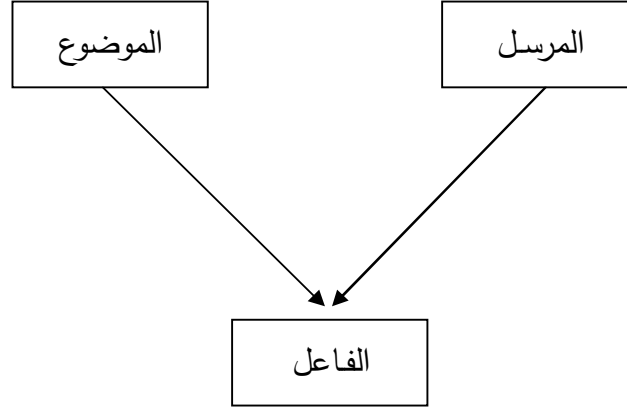 المرسل
الموضوع
الفاعل